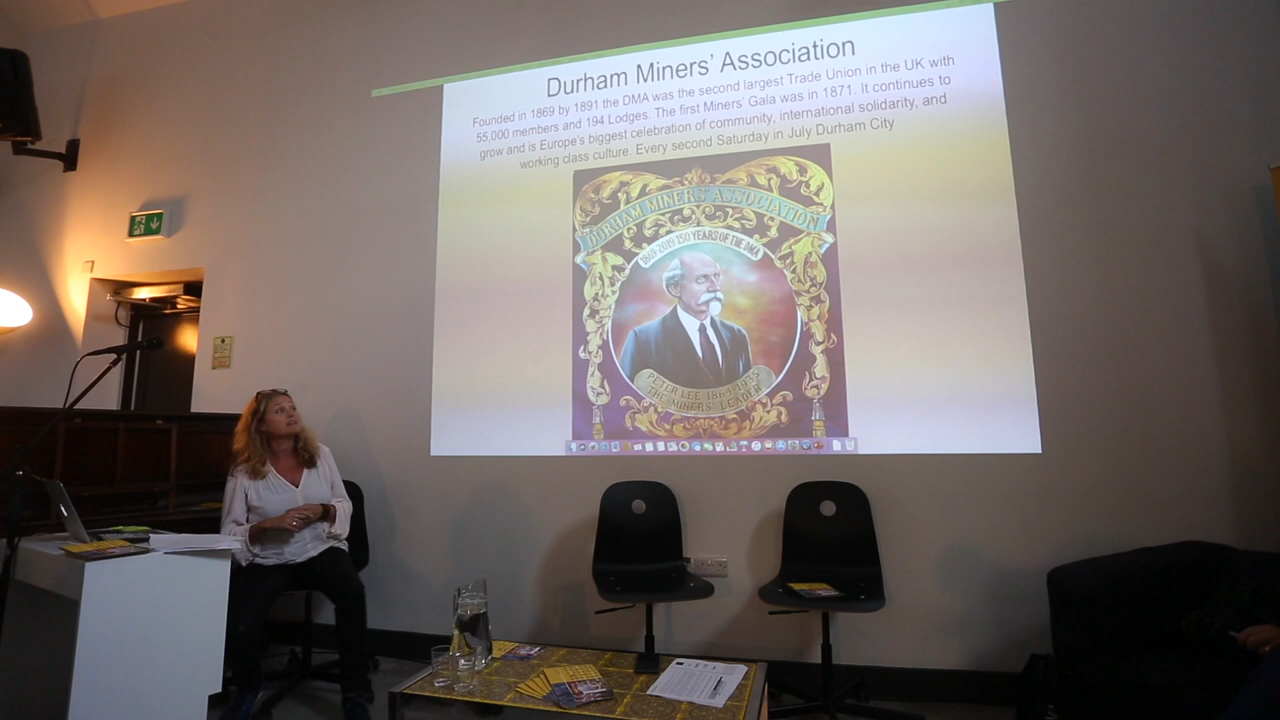 Durham Miners' Association
Founded in 1869 by 1891 the DMA was the second largest Trade Union in the UK with
55,000 members and 194 Lodges. The first Miners' Gala was in 1871. It continues to
grow and is Europe's biggest celebration of community, international solidarity, and
working class culture. Every second Saturday in July Durham City
DURHAM MINERS' ASSOCIATION
1869-2019 150 YEARS OF THE DMA
PETER LEE 1864-1935
THE MINERS' LEADER